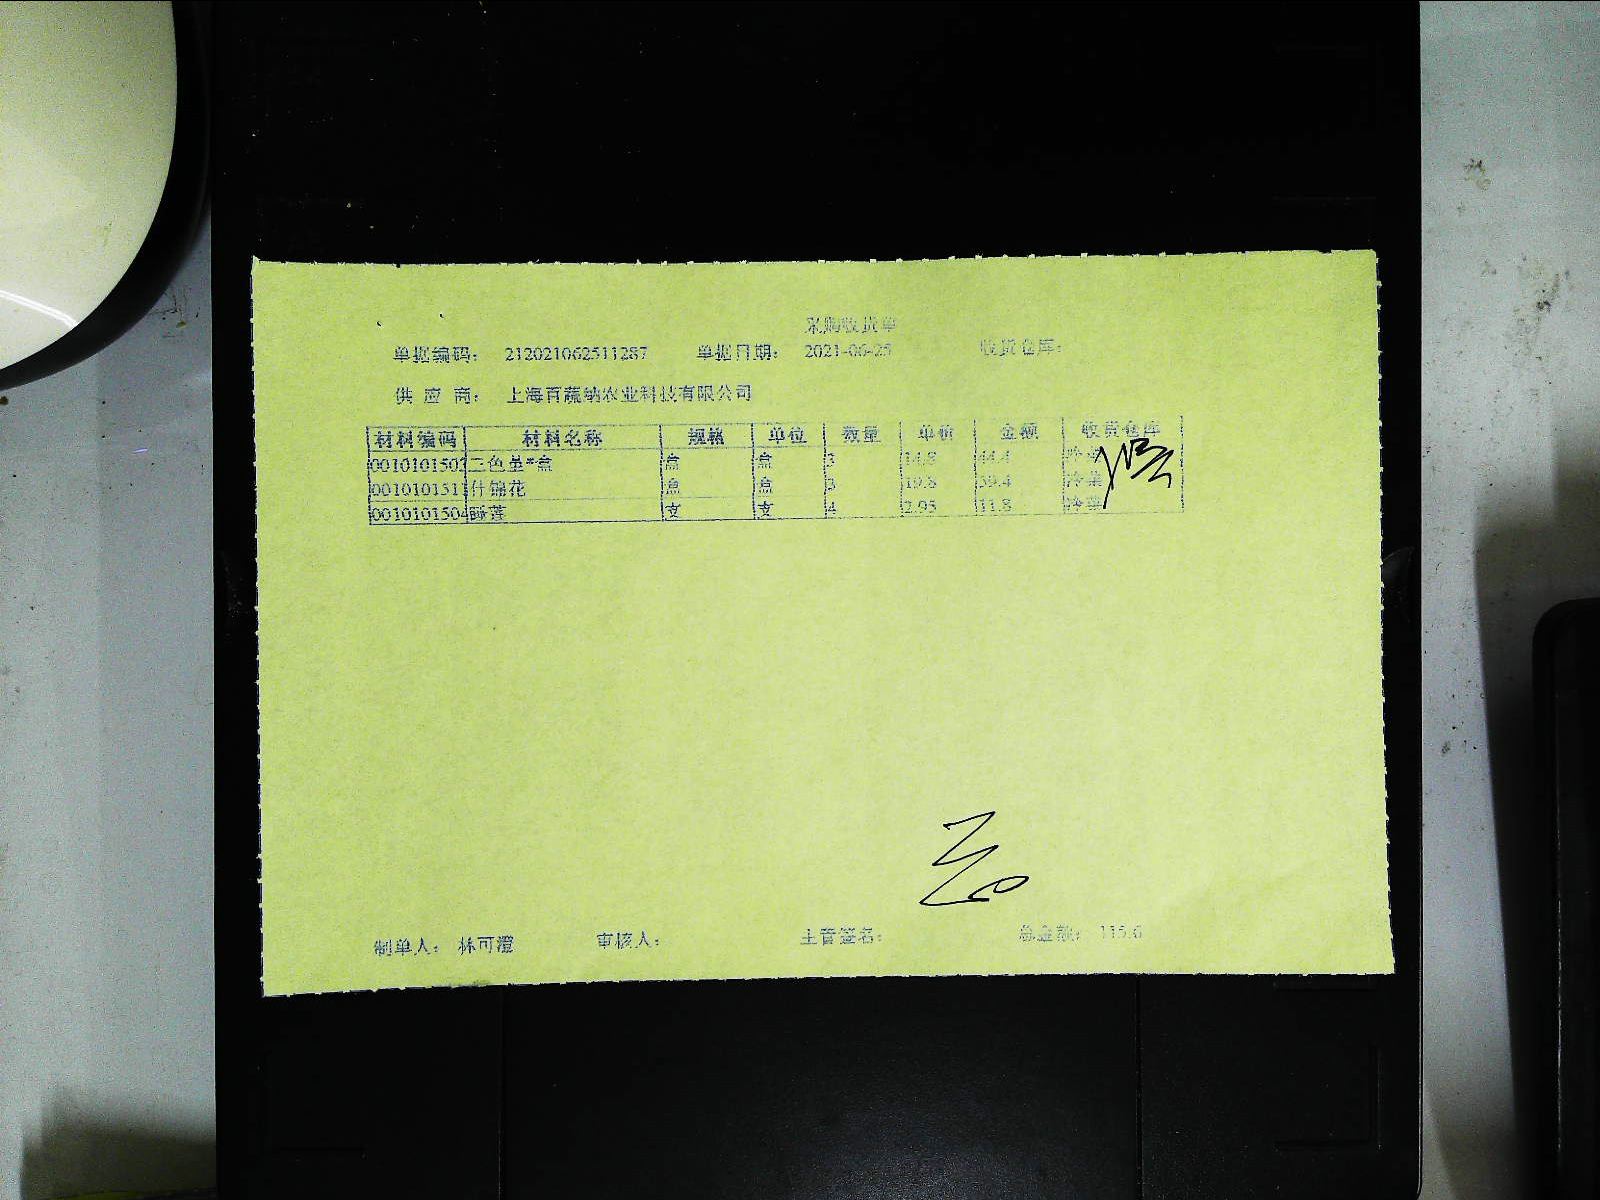 采购收货单
单据编码: 212021062511287 单据日期: 2021-06-25 收货仓库:
供 应 商: 上海百蔬纳农业科技有限公司
材料编码 材料名称 规格 单位 数量 单价 金额 收货仓库
0010101502 三色堇*盒 盒 盒 3 14.8 44.4 冷菜
0010101511 什锦花 盒 盒 3 19.8 59.4 冷菜
0010101504 睡莲 支 支 4 2.95 11.8 冷菜
制单人: 林可澄 审核人: 主管签名: 总金额: 115.6